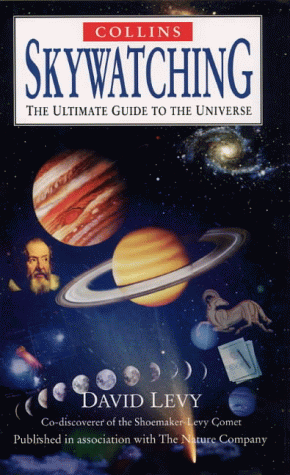 COLLINS
SKYWATCHING
THE ULTIMATE GUIDE TO THE UNIVERSE
DAVID LEVY
Co-discoverer of the Shoemaker-Levy Comet
Published in association with The Nature Company